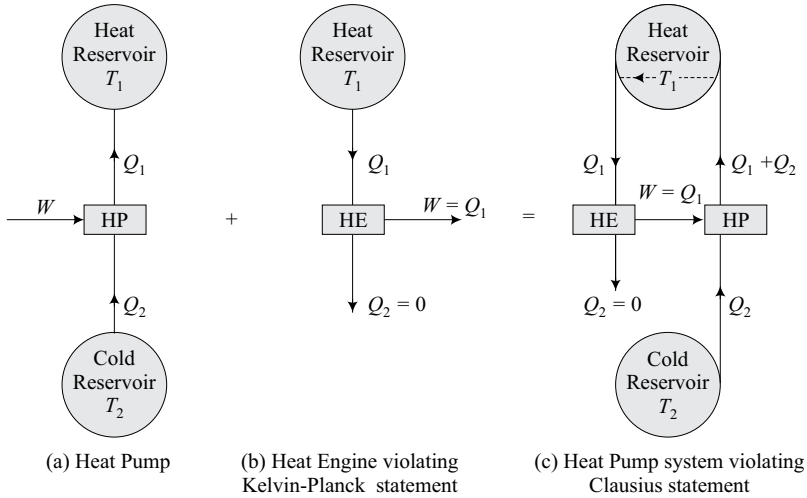 Heat
Reservoir
T1
Q1
W
HP
Q2
Cold
Reservoir
T2
(a) Heat Pump
+
Heat
Reservoir
T1
Q1
HE
W = Q1
Q2 = 0
(b) Heat Engine violating
Kelvin-Planck statement
=
Heat
Reservoir
T1
Q1
Q1 +Q2
W = Q1
HE
HP
Q2 = 0
Q2
Cold
Reservoir
T2
(c) Heat Pump system violating
Clausius statement